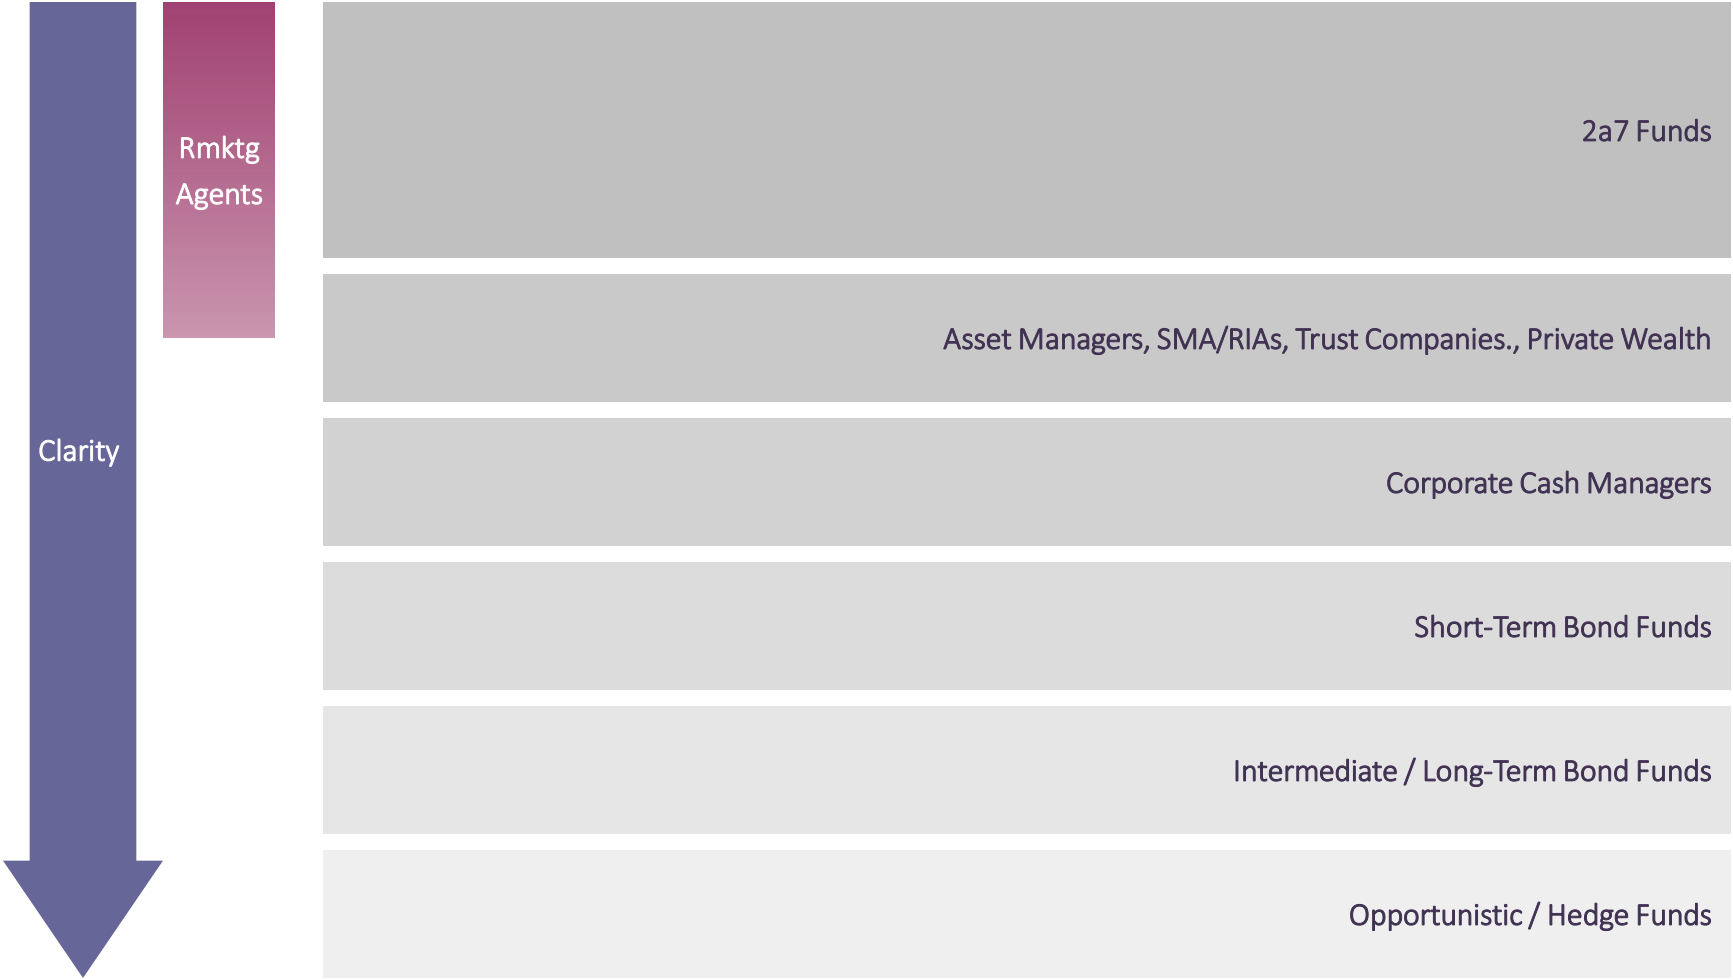 Rmktg
Agents
2a7 Funds
Asset Managers, SMA/RIAs, Trust Companies., Private Wealth
Clarity
Corporate Cash Managers
Short-Term Bond Funds
Intermediate / Long-Term Bond Funds
Opportunistic / Hedge Funds